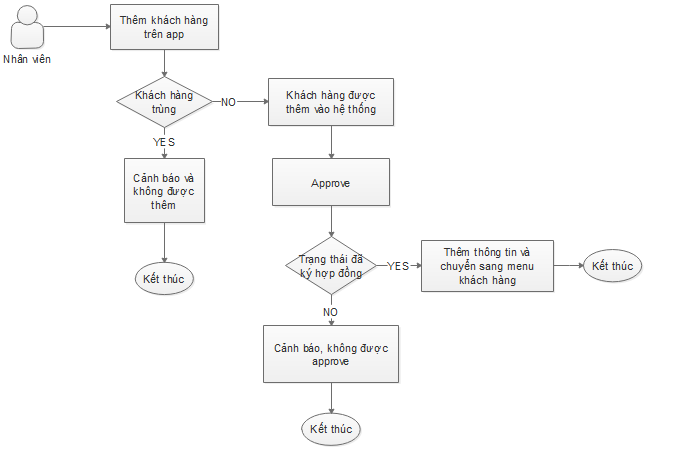 Nhân viên
Thêm khách hàng
trên app
Khách hàng
trùng
NO
Khách hàng được
thêm vào hệ thống
YES
Cảnh báo và
không được
thêm
Kết thúc
Approve
Trạng thái đã
ký hợp đồng
YES
Thêm thông tin và
chuyển sang menu
khách hàng
Kết thúc
NO
Cảnh báo, không được
approve
Kết thúc